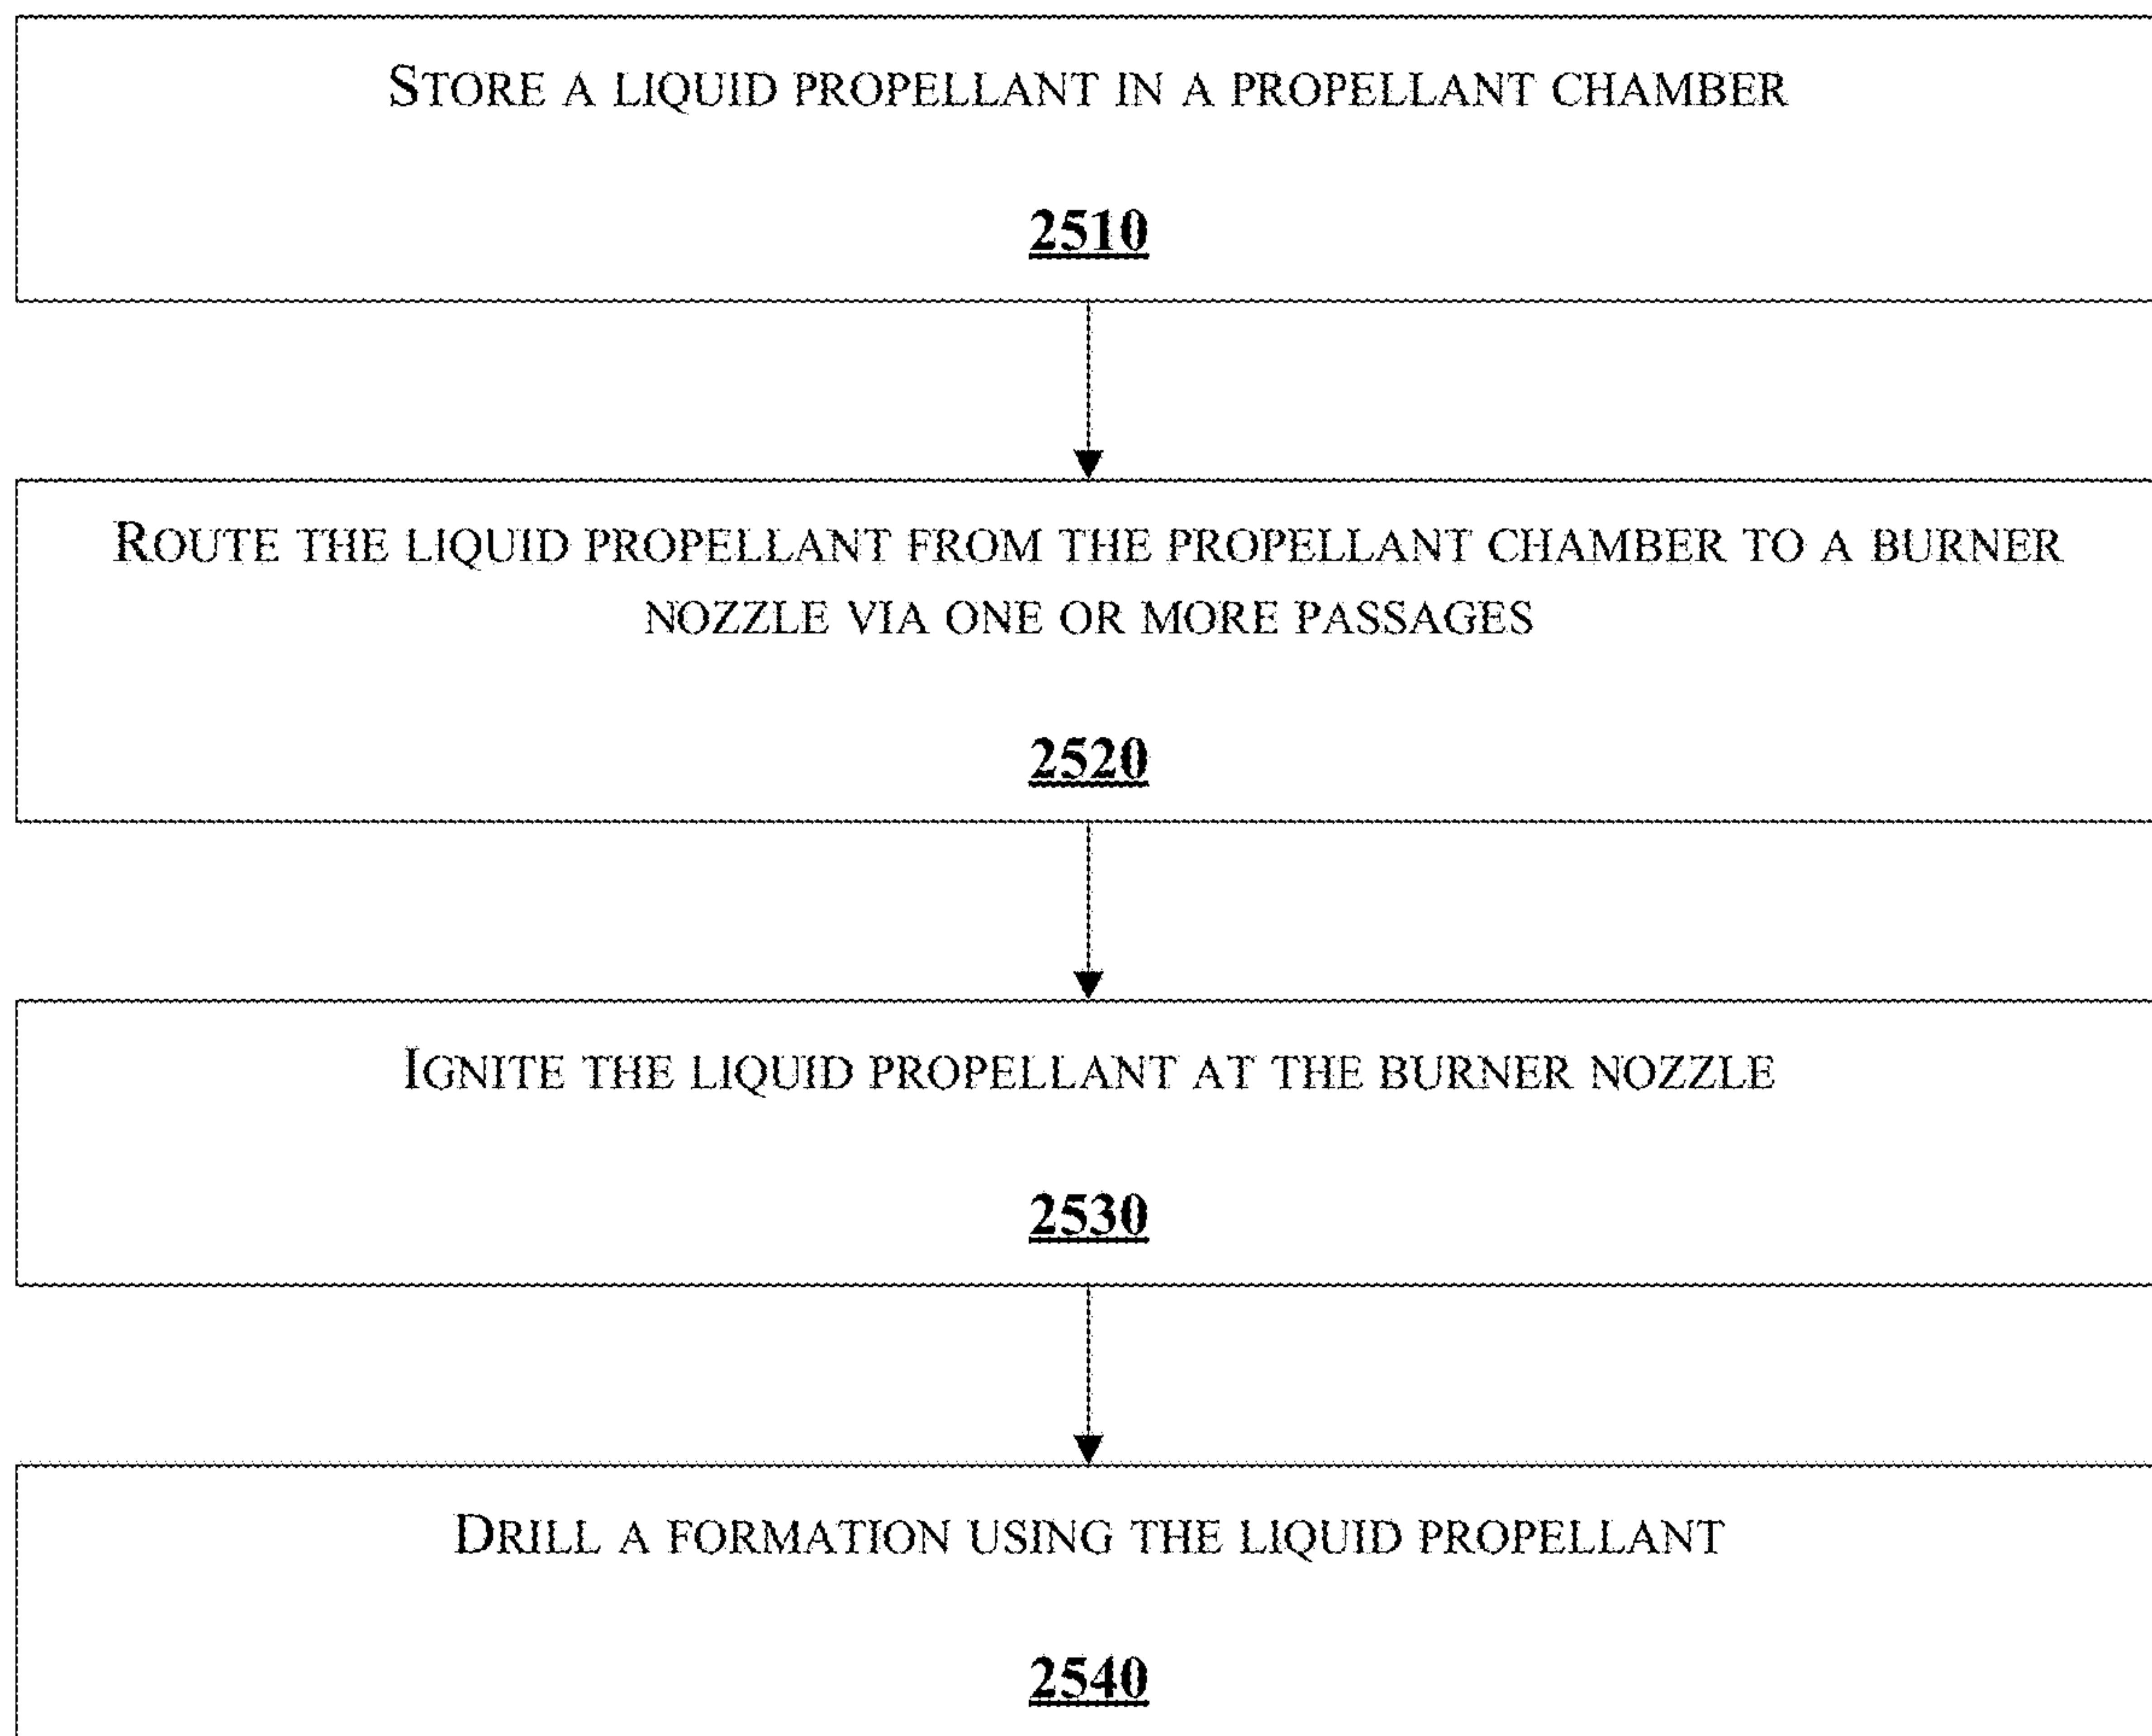 STORE A LIQUID PROPELLANT IN A PROPELLANT CHAMBER
2510
ROUTE THE LIQUID PROPELLANT FROM THE PROPELLANT CHAMBER TO A BURNER
NOZZLE VIA ONE OR MORE PASSAGES
2520
IGNITE THE LIQUID PROPELLANT AT THE BURNER NOZZLE
2530
DRILL A FORMATION USING THE LIQUID PROPELLANT
2540